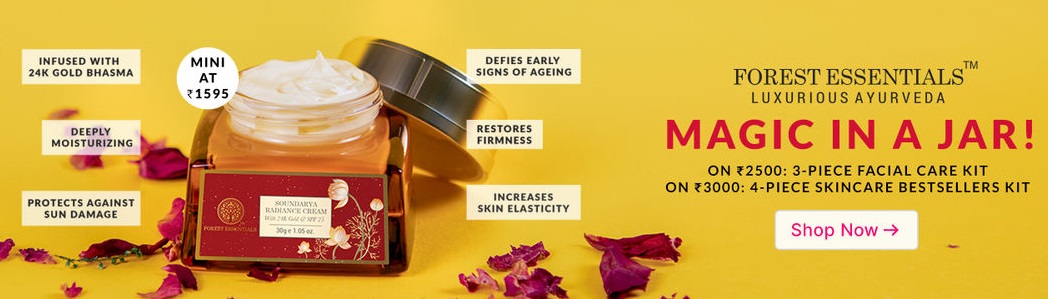 INFUSED WITH
24K GOLD BHASMA
DEEPLY
MOISTURIZING
PROTECTS AGAINST
SUN DAMAGE
MINI
AT
₹1595
SOUNDARYA
RADIANCE CREAM
With 24k Gold & SPF 25
30g e 1.05 oz.
FOREST ESSENTIALS
DEFIES EARLY
SIGNS OF AGEING
RESTORES
FIRMNESS
INCREASES
SKIN ELASTICITY
FOREST ESSENTIALS™
LUXURIOUS AYURVEDA
MAGIC IN A JAR!
ON ₹2500: 3-PIECE FACIAL CARE KIT
ON ₹3000: 4-PIECE SKINCARE BESTSELLERS KIT
Shop Now →